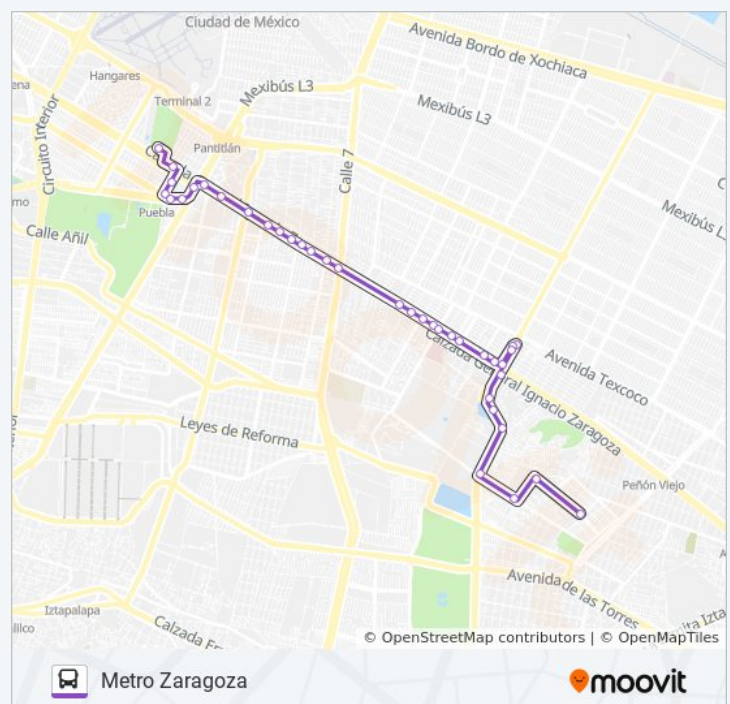 Ciudad de México
Avenida Bordo de Xochiaca
Hangares
Terminal 2
Mexibús L3
Mexibús L3
Circuito Interior
Pantitlán
Calle 7
Puebla
Calle Añil
Mexibús L
Calzada General Ignacio Zaragoza
Avenida Texcoco
Leyes de Reforma
Peñón Viejo
Avenida de las Torres
Iztapalapa
© OpenStreetMap contributors | © OpenMapTiles
Metro Zaragoza
moovit